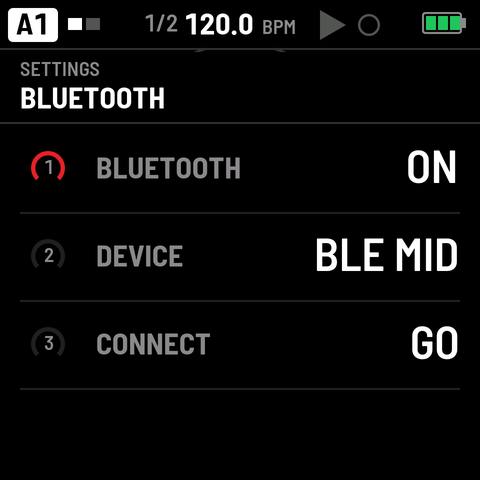 A1 1/2 120.0 BPM
SETTINGS
BLUETOOTH
1 BLUETOOTH ON
2 DEVICE BLE MID
3 CONNECT GO